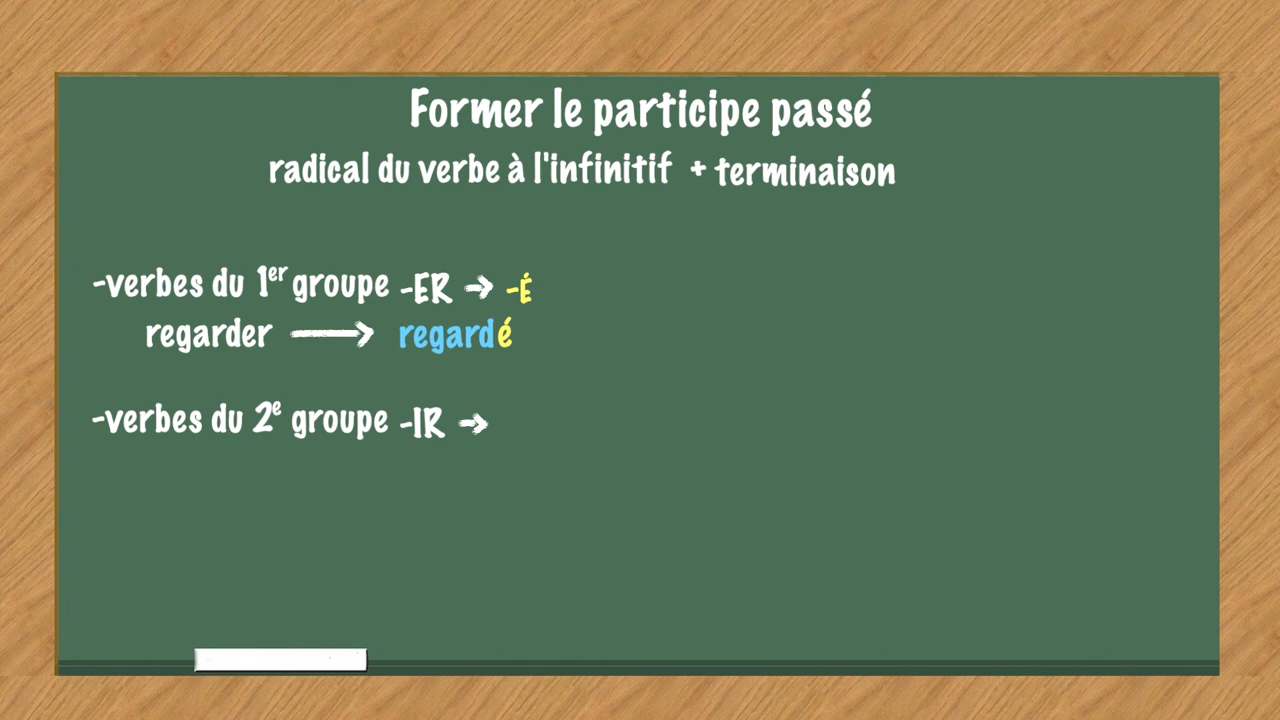 Former le participe passé
radical du verbe à l'infinitif + terminaison
-verbes du 1er groupe -ER → -É
regarder → regardé
-verbes du 2e groupe -IR →